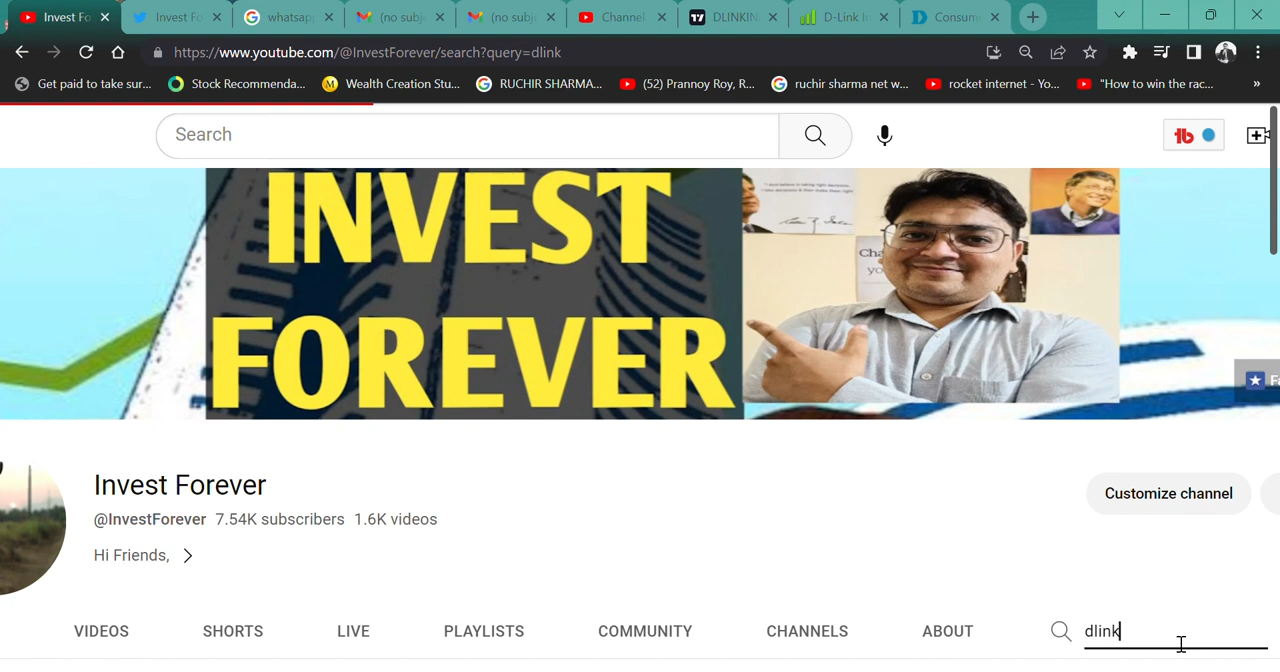 Invest Fo
Invest Fo
whatsap
(no subj
(no subj
Channel
DLINKIN
D-Link In
Consum
https://www.youtube.com/@InvestForever/search?query=dlink
Get paid to take sur...
Stock Recommenda...
Wealth Creation Stu...
RUCHIR SHARMA...
(52) Prannoy Roy, R...
ruchir sharma net w...
rocket internet - Yo...
"How to win the rac...
Search
INVEST
FOREVER
Invest Forever
@InvestForever 7.54K subscribers 1.6K videos
Hi Friends,
Customize channel
VIDEOS
SHORTS
LIVE
PLAYLISTS
COMMUNITY
CHANNELS
ABOUT
dlink